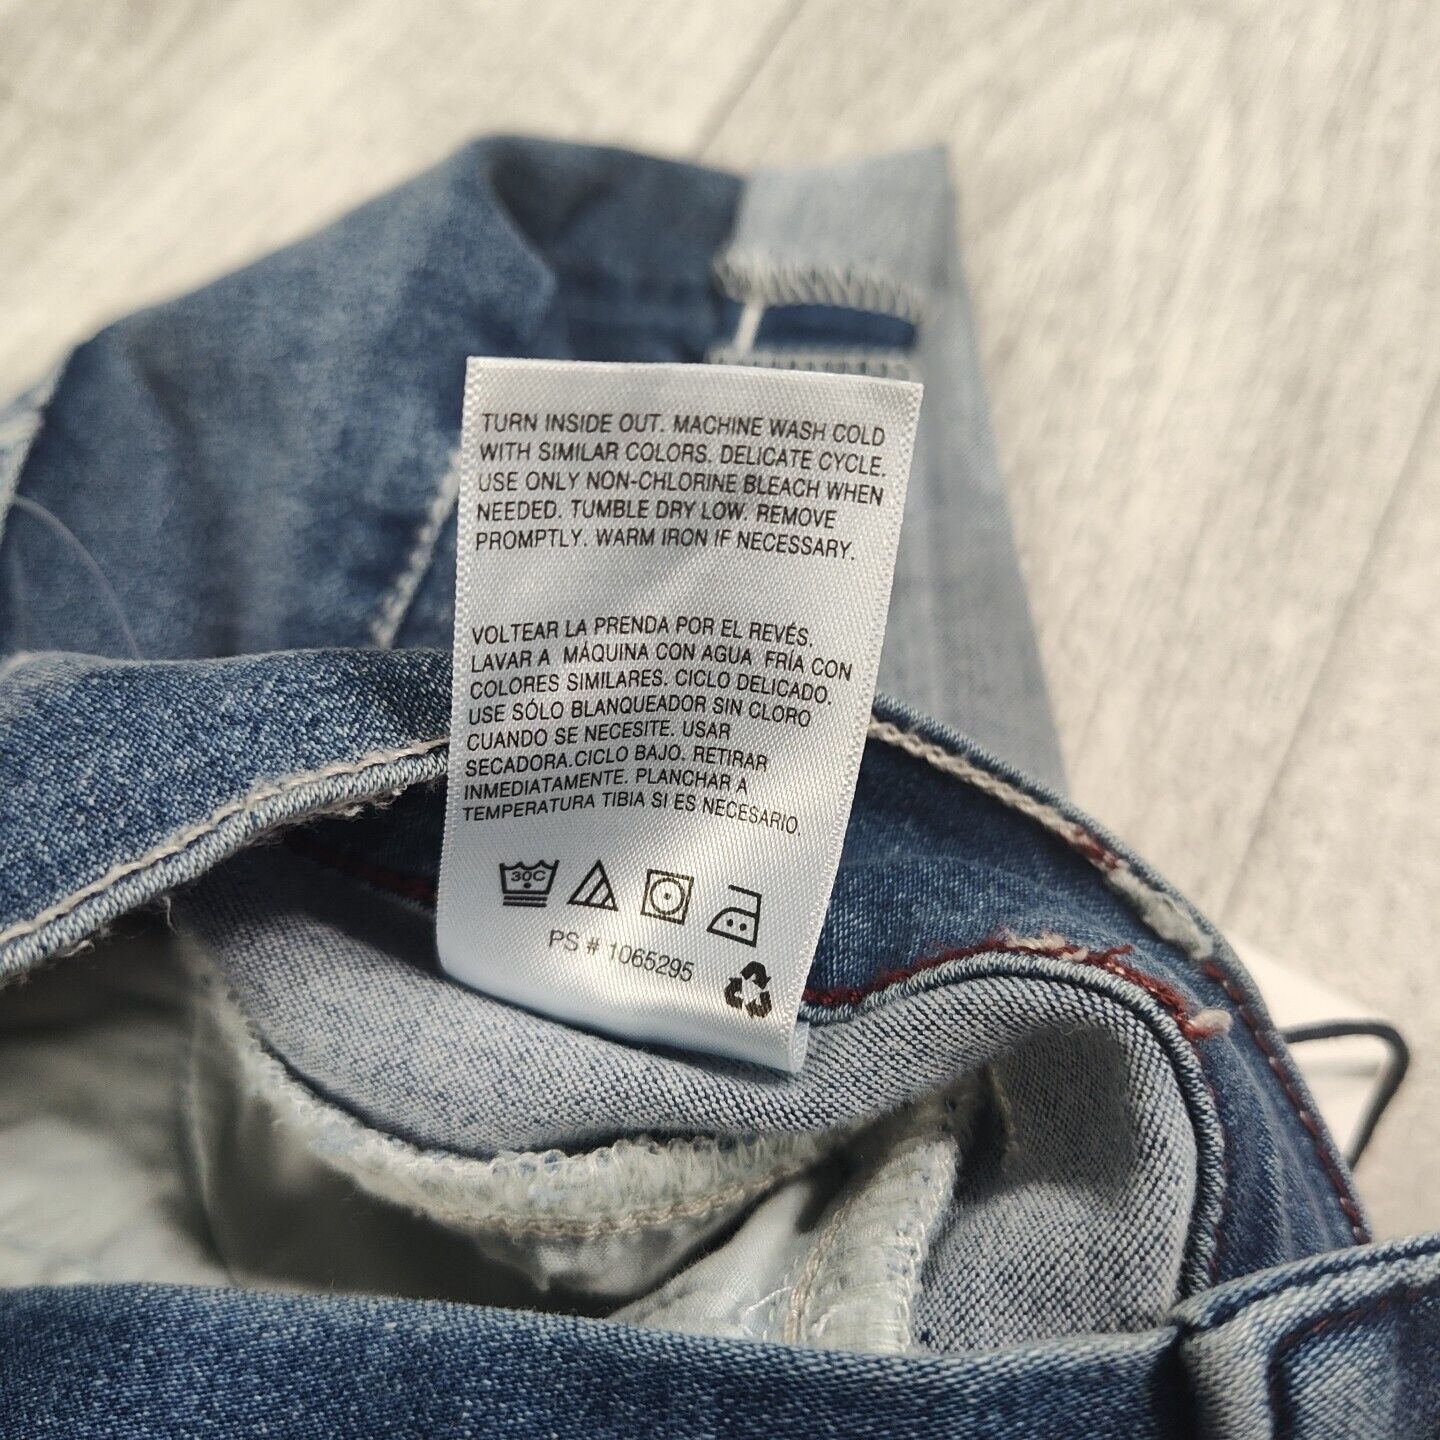 TURN INSIDE OUT. MACHINE WASH COLD
WITH SIMILAR COLORS. DELICATE CYCLE.
USE ONLY NON-CHLORINE BLEACH WHEN
NEEDED. TUMBLE DRY LOW. REMOVE
PROMPTLY. WARM IRON IF NECESSARY.
VOLTEAR LA PRENDA POR EL REVÉS.
LAVAR A MÁQUINA CON AGUA FRÍA CON
COLORES SIMILARES. CICLO DELICADO.
USE SÓLO BLANQUEADOR SIN CLORO
CUANDO SE NECESITE. USAR
SECADORA.CICLO BAJO. RETIRAR
INMEDIATAMENTE. PLANCHAR A
TEMPERATURA TIBIA SI ES NECESARIO.
30C
PS # 1065295